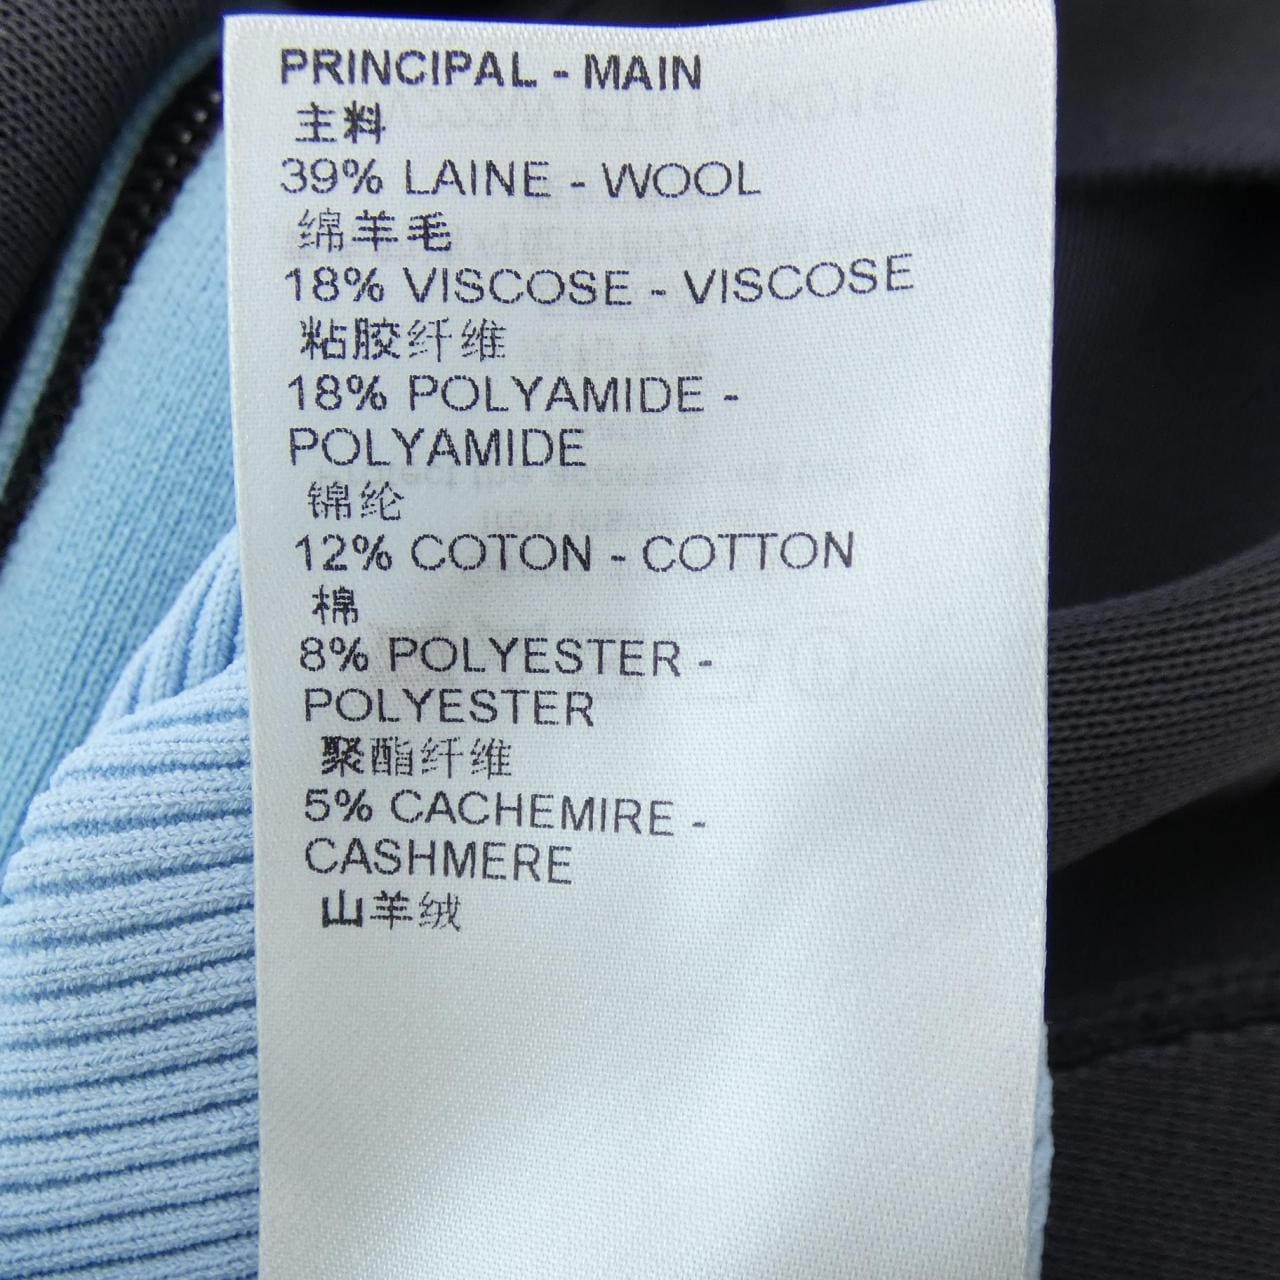 PRINCIPAL - MAIN
主料
39% LAINE - WOOL
绵羊毛
18% VISCOSE - VISCOSE
粘胶纤维
18% POLYAMIDE -
POLYAMIDE
锦纶
12% COTON - COTTON
棉
8% POLYESTER -
POLYESTER
聚酯纤维
5% CACHEMIRE -
CASHMERE
山羊绒